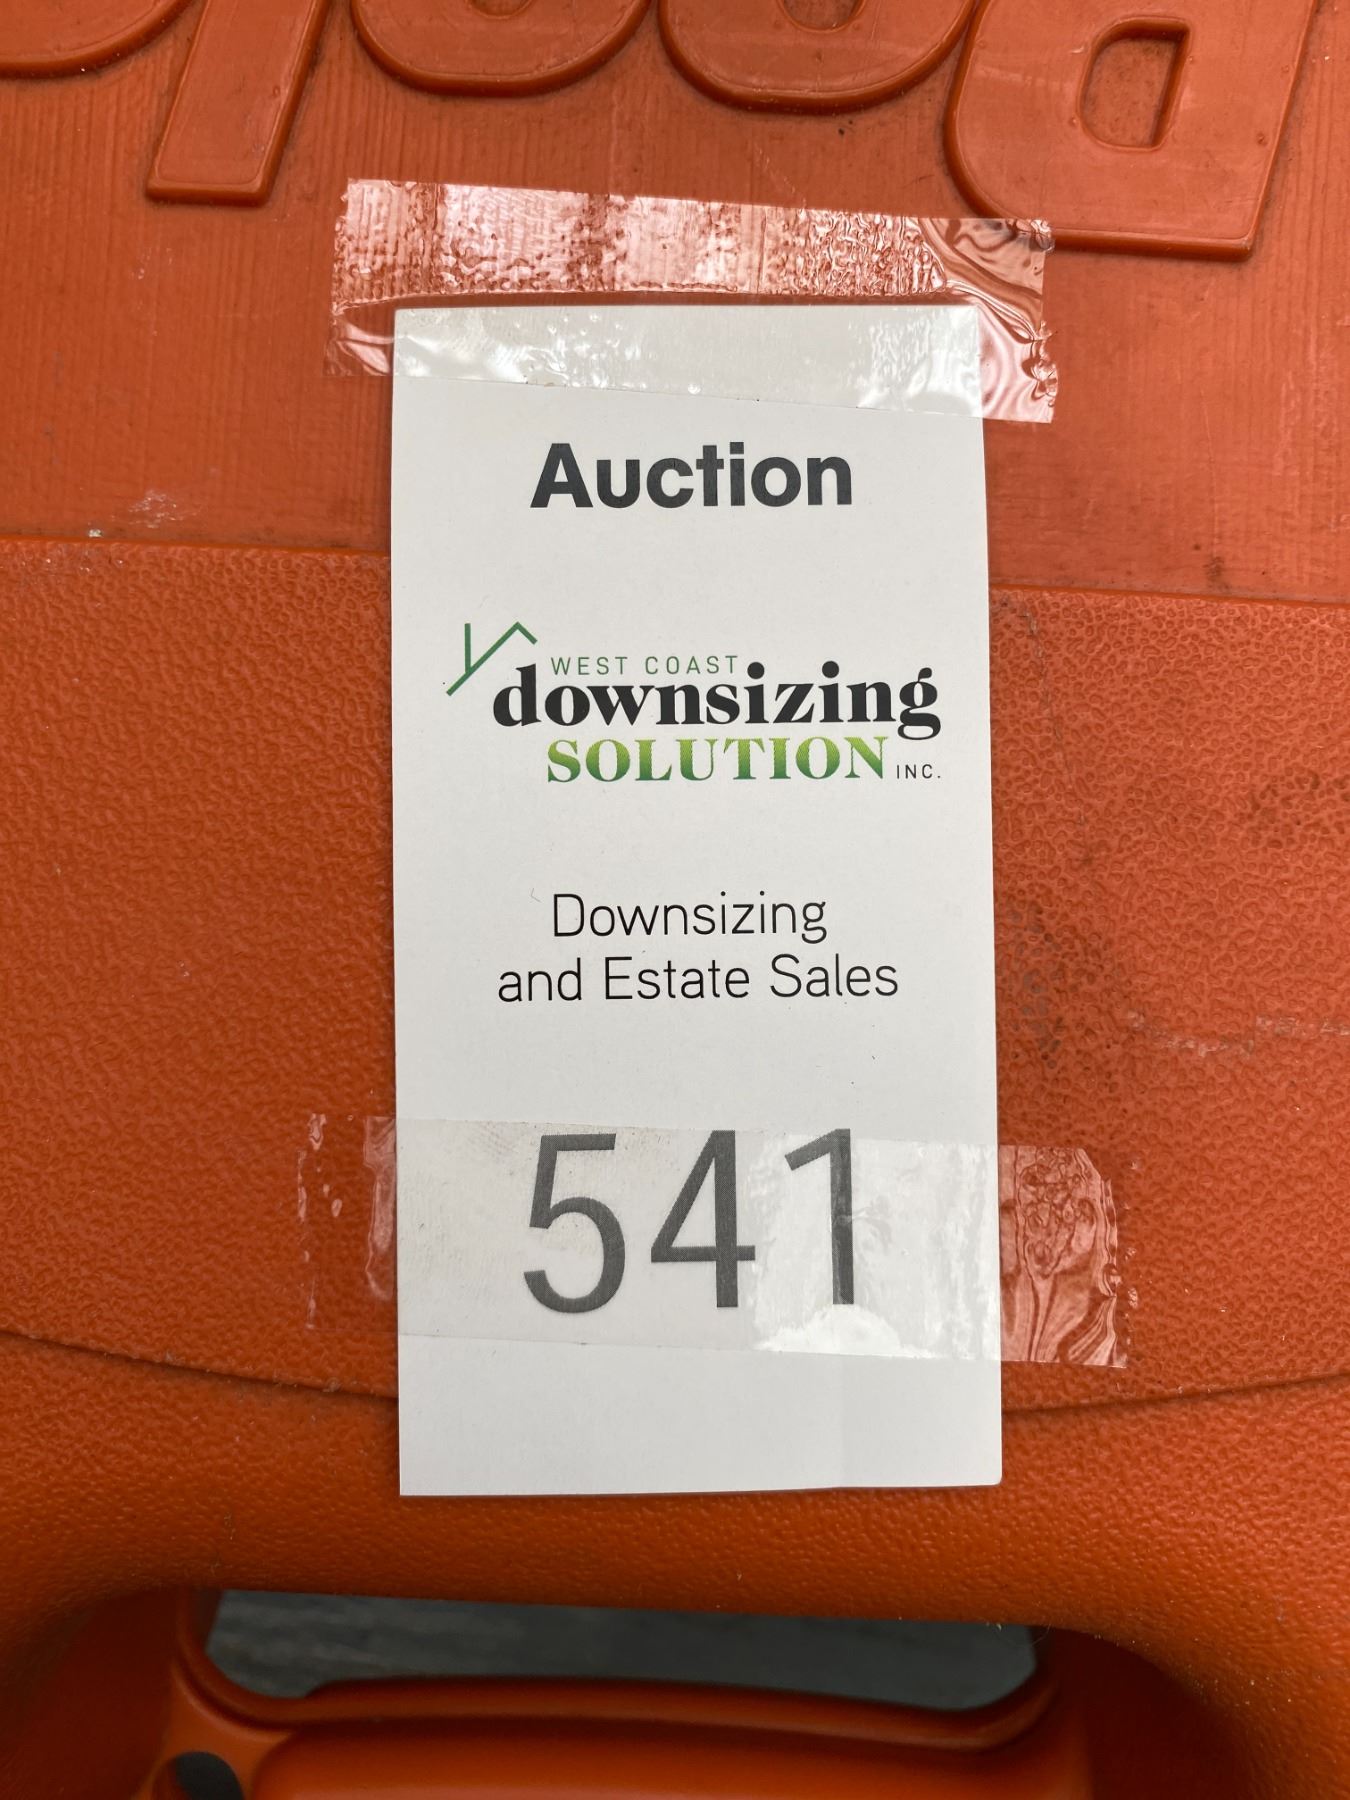 Auction
WEST COAST
downsizing
SOLUTION INC.
Downsizing
and Estate Sales
541